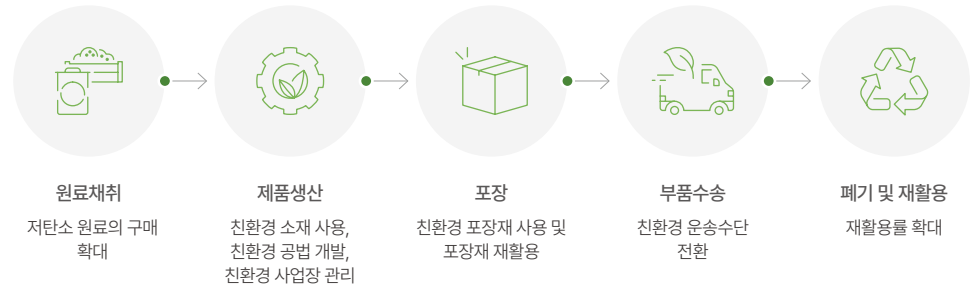 원료채취
저탄소 원료의 구매
확대
제품생산
친환경 소재 사용,
친환경 공법 개발,
친환경 사업장 관리
포장
친환경 포장재 사용 및
포장재 재활용
부품수송
친환경 운송수단
전환
폐기 및 재활용
재활용률 확대